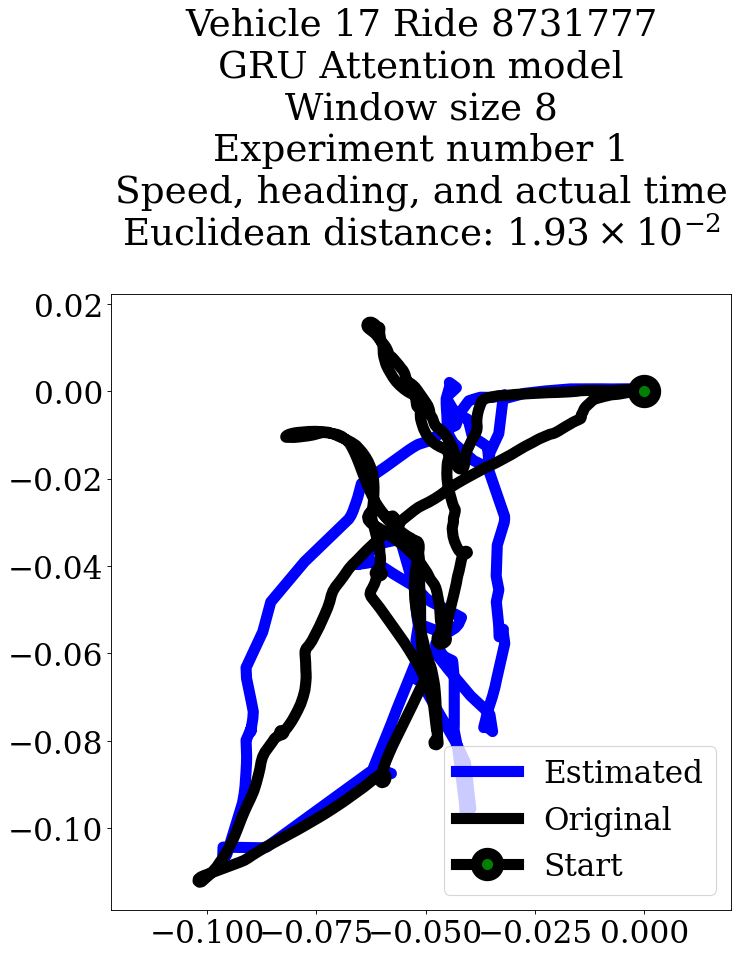 Vehicle 17 Ride 8731777
GRU Attention model
Window size 8
Experiment number 1
Speed, heading, and actual time
Euclidean distance: 1.93 × 10⁻²
0.02
0.00
−0.02
−0.04
−0.06
−0.08
−0.10
Estimated
Original
Start
−0.100 −0.075 −0.050 −0.025 0.000